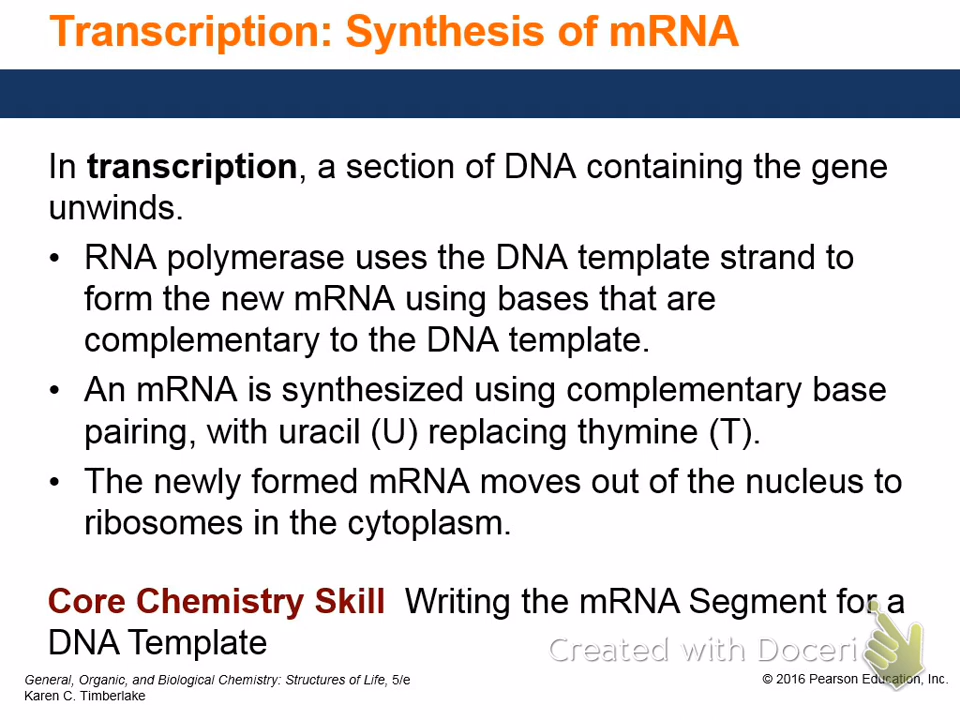 Transcription: Synthesis of mRNA
In transcription, a section of DNA containing the gene
unwinds.
• RNA polymerase uses the DNA template strand to
form the new mRNA using bases that are
complementary to the DNA template.
• An mRNA is synthesized using complementary base
pairing, with uracil (U) replacing thymine (T).
• The newly formed mRNA moves out of the nucleus to
ribosomes in the cytoplasm.
Core Chemistry Skill Writing the mRNA Segment for a
DNA Template
Created with Doceri
General, Organic, and Biological Chemistry: Structures of Life, 5/e
Karen C. Timberlake
© 2016 Pearson Education, Inc.